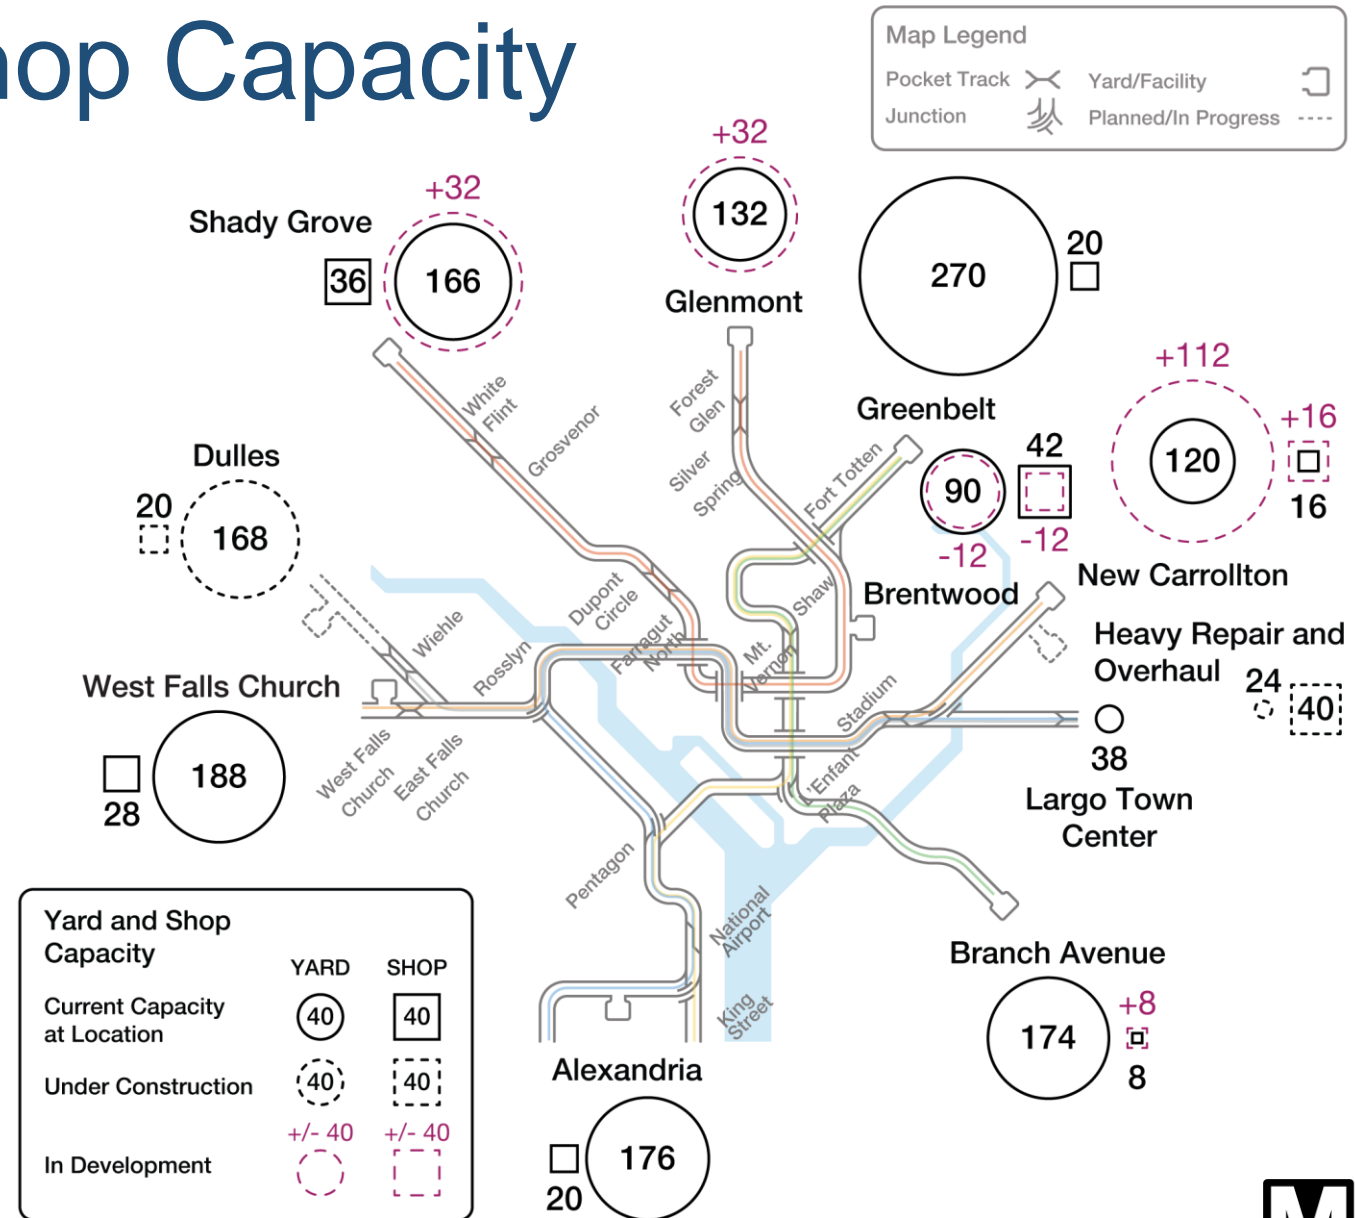 hop Capacity
Map Legend
Pocket Track
Yard/Facility
Junction
Planned/In Progress
+32
Shady Grove
36
166
+32
132
Glenmont
270
20
Greenbelt
+112
120
+16
16
New Carrollton
42
90
-12
-12
Brentwood
Dulles
20
168
West Falls Church
28
188
Heavy Repair and
Overhaul
24
40
38
Largo Town
Center
Branch Avenue
174
+8
8
Alexandria
176
20
White
Flint
Grosvenor
Forest
Glen
Silver
Spring
Fort Totten
Dupont
Circle
Farragut
North
Mt.
Vernon
Shaw
Wiehle
Rosslyn
West Falls
Church
East Falls
Church
Stadium
L'Enfant
Plaza
Pentagon
National
Airport
King
Street
Yard and Shop
Capacity
YARD
SHOP
Current Capacity
at Location
40
40
Under Construction
40
40
+/- 40
+/- 40
In Development
M